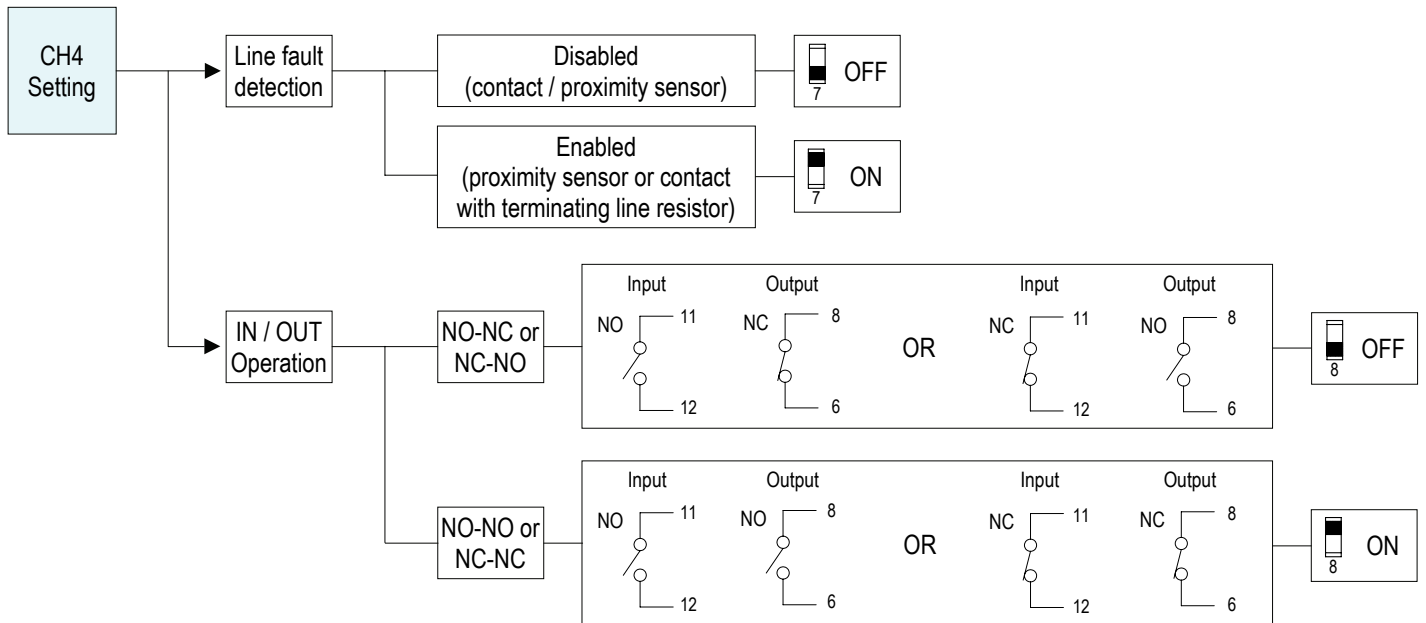 CH4
Setting
Line fault
detection
Disabled
(contact / proximity sensor)
7
OFF
Enabled
(proximity sensor or contact
with terminating line resistor)
7
ON
IN / OUT
Operation
NO-NC or
NC-NO
Input
NO
11
12
Output
NC
8
6
OR
Input
NC
11
12
Output
NO
8
6
8
OFF
NO-NO or
NC-NC
Input
NO
11
12
Output
NO
8
6
OR
Input
NC
11
12
Output
NC
8
6
8
ON